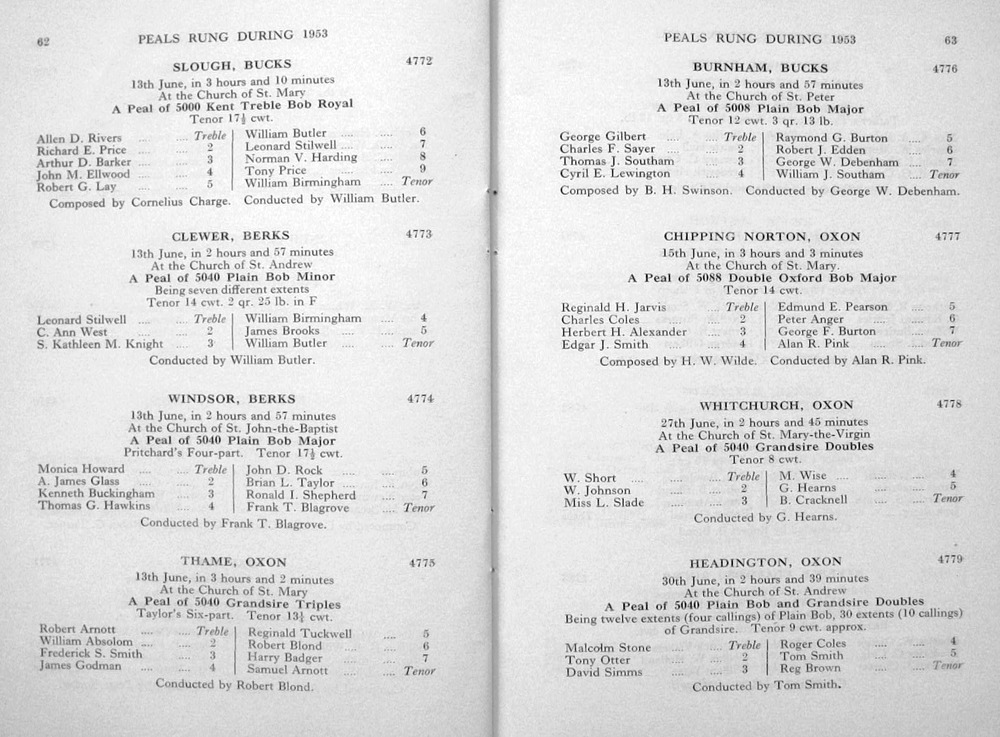 62 PEALS RUNG DURING 1953
SLOUGH, BUCKS 4772
13th June, in 3 hours and 10 minutes
At the Church of St. Mary
A Peal of 5000 Kent Treble Bob Royal
Tenor 17½ cwt.
Allen D. Rivers .... .... Treble | William Butler .... .... 6
Richard E. Price .... .... 2 | Leonard Stilwell .... .... 7
Arthur D. Barker .... .... 3 | Norman V. Harding .... 8
John M. Ellwood .... .... 4 | Tony Price .... .... 9
Robert G. Lay .... .... 5 | William Birmingham .... Tenor
Composed by Cornelius Charge. Conducted by William Butler.
CLEWER, BERKS 4773
13th June, in 2 hours and 57 minutes
At the Church of St. Andrew
A Peal of 5040 Plain Bob Minor
Being seven different extents
Tenor 14 cwt. 2 qr. 25 lb. in F
Leonard Stilwell .... .... Treble | William Birmingham .... 4
C. Ann West .... .... 2 | James Brooks .... .... 5
S. Kathleen M. Knight .... 3 | William Butler .... .... Tenor
Conducted by William Butler.
WINDSOR, BERKS 4774
13th June, in 2 hours and 57 minutes
At the Church of St. John-the-Baptist
A Peal of 5040 Plain Bob Major
Pritchard's Four-part. Tenor 17½ cwt.
Monica Howard .... .... Treble | John D. Rock .... .... 5
A. James Glass .... .... 2 | Brian L. Taylor .... .... 6
Kenneth Buckingham .... 3 | Ronald I. Shepherd .... 7
Thomas G. Hawkins .... 4 | Frank T. Blagrove .... Tenor
Conducted by Frank T. Blagrove.
THAME, OXON 4775
13th June, in 3 hours and 2 minutes
At the Church of St. Mary
A Peal of 5040 Grandsire Triples
Taylor's Six-part. Tenor 13¾ cwt.
Robert Arnott .... .... Treble | Reginald Tuckwell .... 5
William Absolom .... .... 2 | Robert Blond .... .... 6
Frederick S. Smith .... 3 | Harry Badger .... .... 7
James Godman .... .... 4 | Samuel Arnott .... .... Tenor
Conducted by Robert Blond.
PEALS RUNG DURING 1953 63
BURNHAM, BUCKS 4776
13th June, in 2 hours and 57 minutes
At the Church of St. Peter
A Peal of 5008 Plain Bob Major
Tenor 12 cwt. 3 qr. 13 lb.
George Gilbert .... .... Treble | Raymond G. Burton .... 5
Charles F. Sayer .... .... 2 | Robert J. Edden .... .... 6
Thomas J. Southam .... 3 | George W. Debenham .... 7
Cyril E. Lewington .... 4 | William J. Southam .... Tenor
Composed by B. H. Swinson. Conducted by George W. Debenham.
CHIPPING NORTON, OXON 4777
15th June, in 3 hours and 3 minutes
At the Church of St. Mary.
A Peal of 5088 Double Oxford Bob Major
Tenor 14 cwt.
Reginald H. Jarvis .... Treble | Edmund E. Pearson .... 5
Charles Coles .... .... 2 | Peter Anger .... .... 6
Herbert H. Alexander .... 3 | George F. Burton .... .... 7
Edgar J. Smith .... .... 4 | Alan R. Pink .... .... Tenor
Composed by H. W. Wilde. Conducted by Alan R. Pink.
WHITCHURCH, OXON 4778
27th June, in 2 hours and 45 minutes
At the Church of St. Mary-the-Virgin
A Peal of 5040 Grandsire Doubles
Tenor 8 cwt.
W. Short .... .... Treble | M. Wise .... .... 4
W. Johnson .... .... 2 | G. Hearns .... .... 5
Miss L. Slade .... .... 3 | B. Cracknell .... .... Tenor
Conducted by G. Hearns.
HEADINGTON, OXON 4779
30th June, in 2 hours and 39 minutes
At the Church of St. Andrew
A Peal of 5040 Plain Bob and Grandsire Doubles
Being twelve extents (four callings) of Plain Bob, 30 extents (10 callings)
of Grandsire. Tenor 9 cwt. approx.
Malcolm Stone .... .... Treble | Roger Coles .... .... 4
Tony Otter .... .... 2 | Tom Smith .... .... 5
David Simms .... .... 3 | Reg Brown .... .... Tenor
Conducted by Tom Smith.